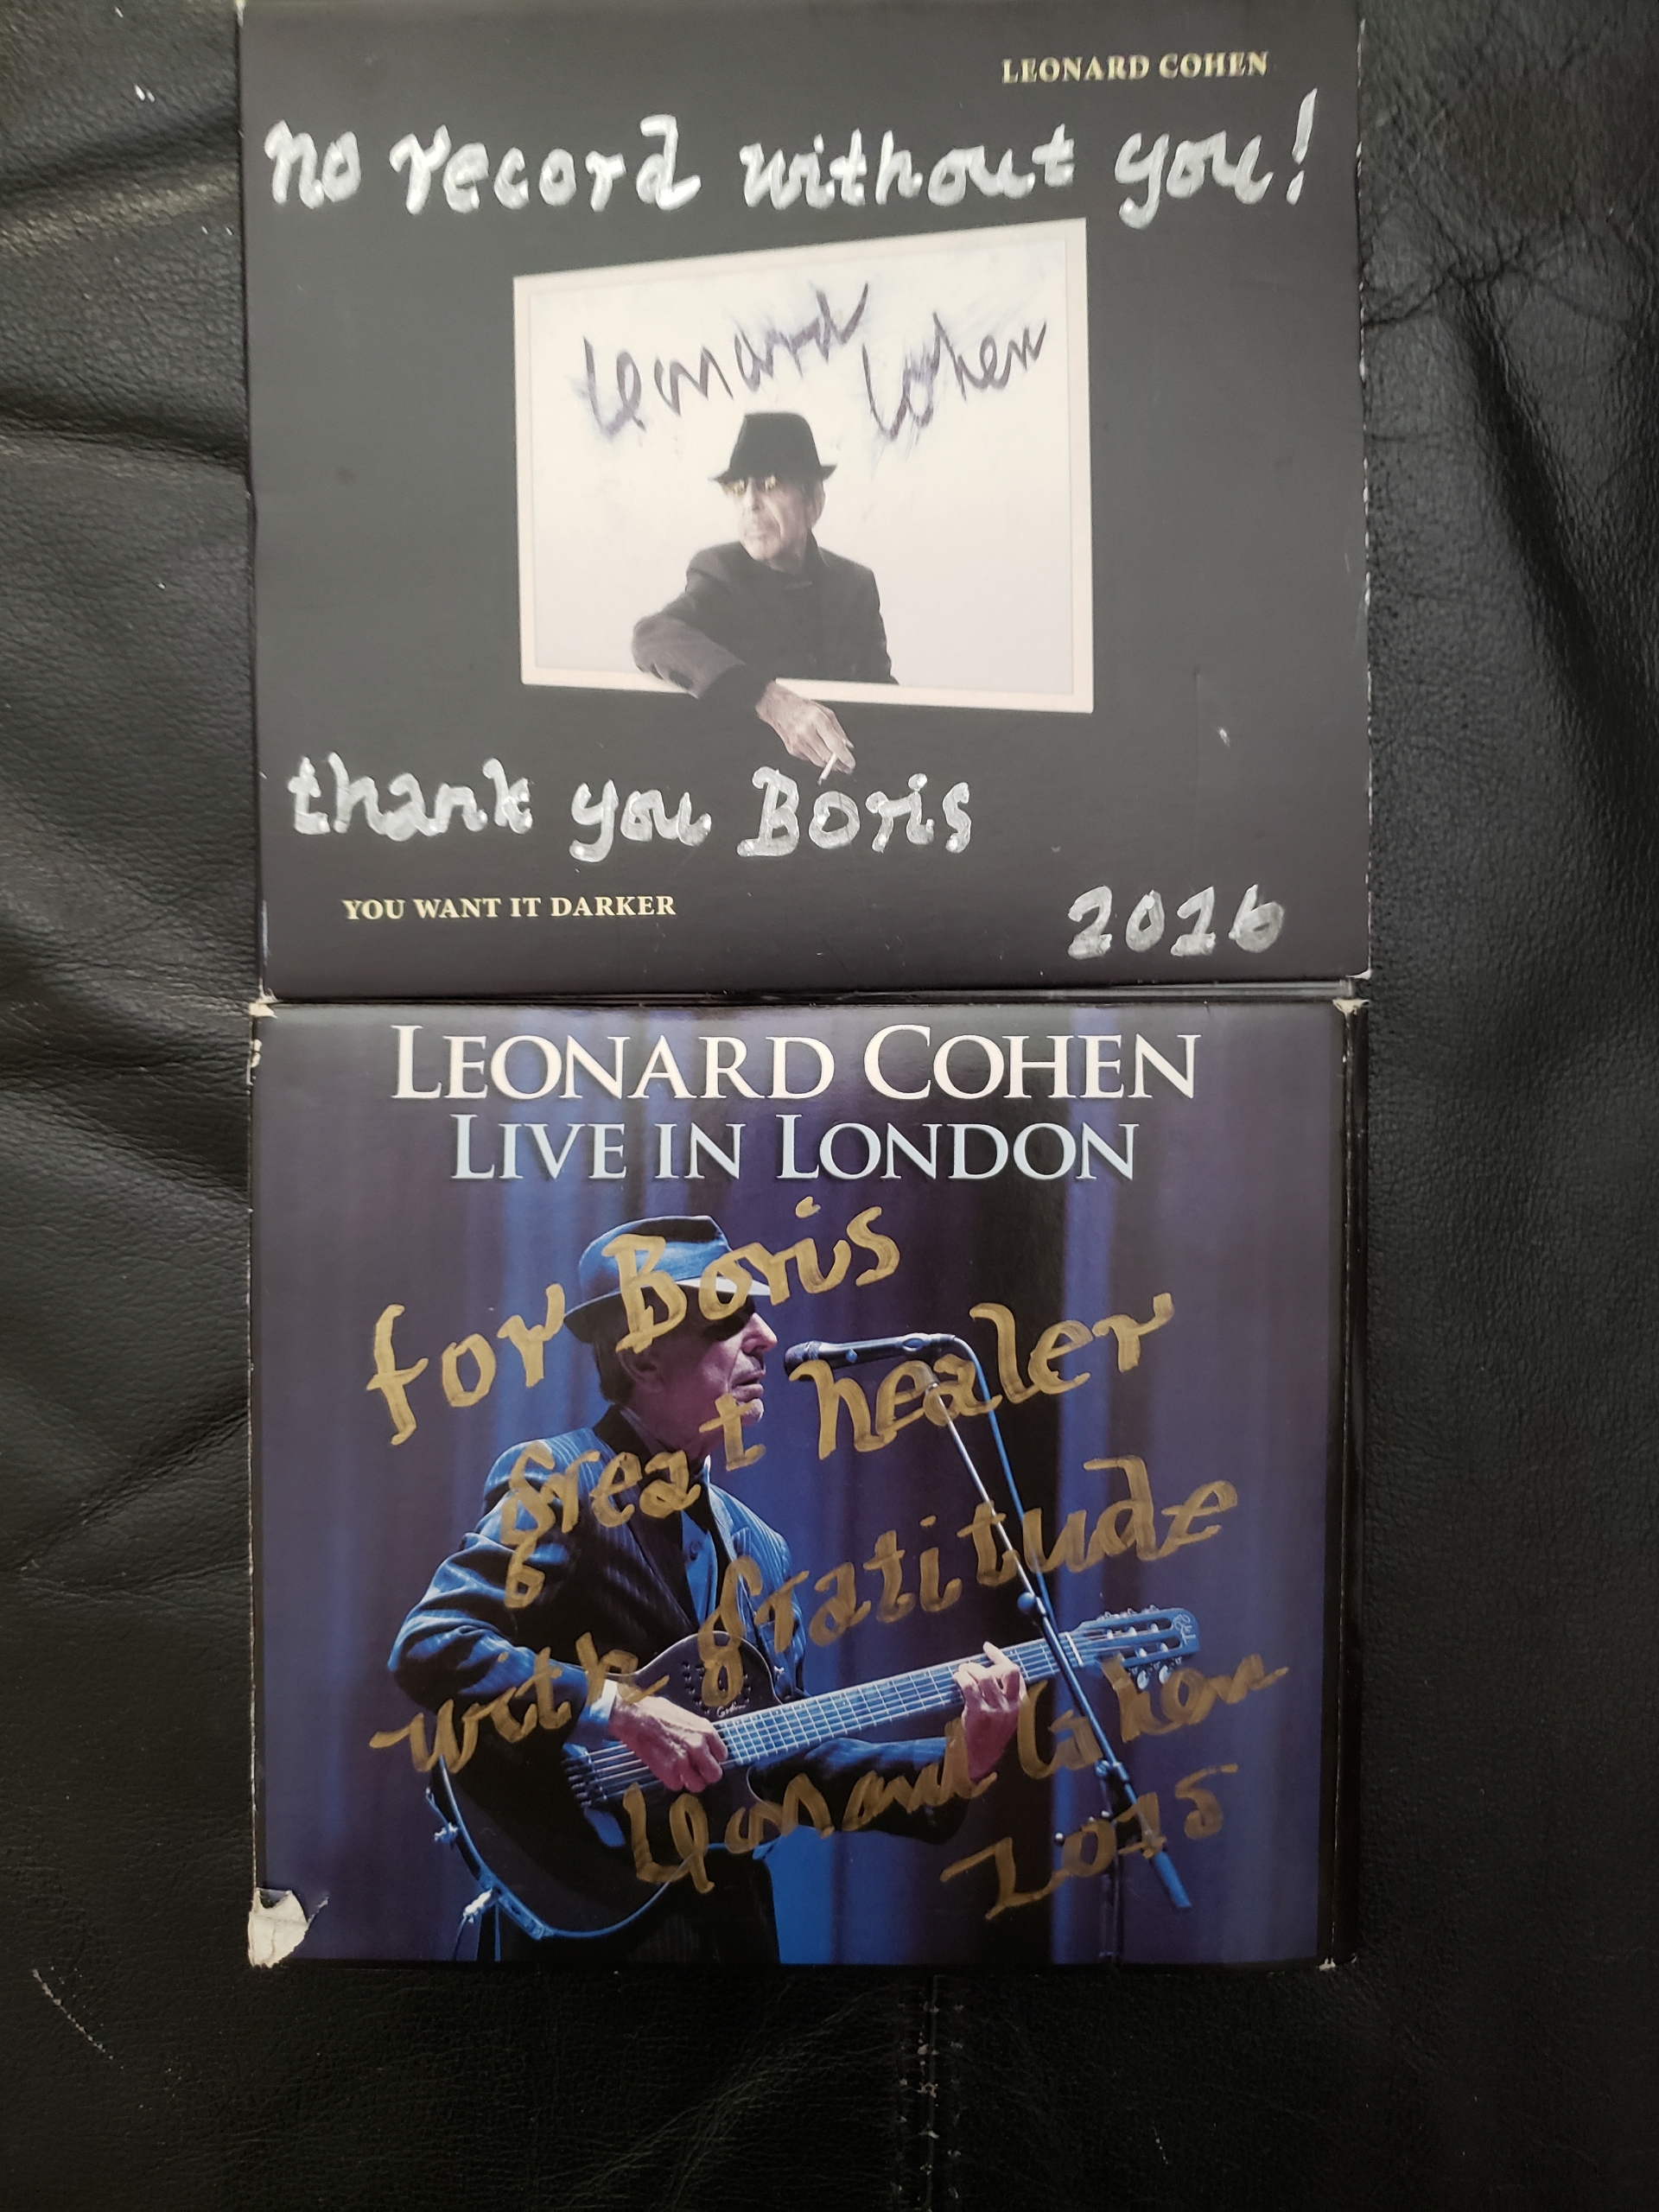 LEONARD COHEN
no record without you!
Leonard Cohen
thank you Boris
YOU WANT IT DARKER
2016
LEONARD COHEN
LIVE IN LONDON
for Boris
great healer
with gratitude
Leonard Cohen
2015